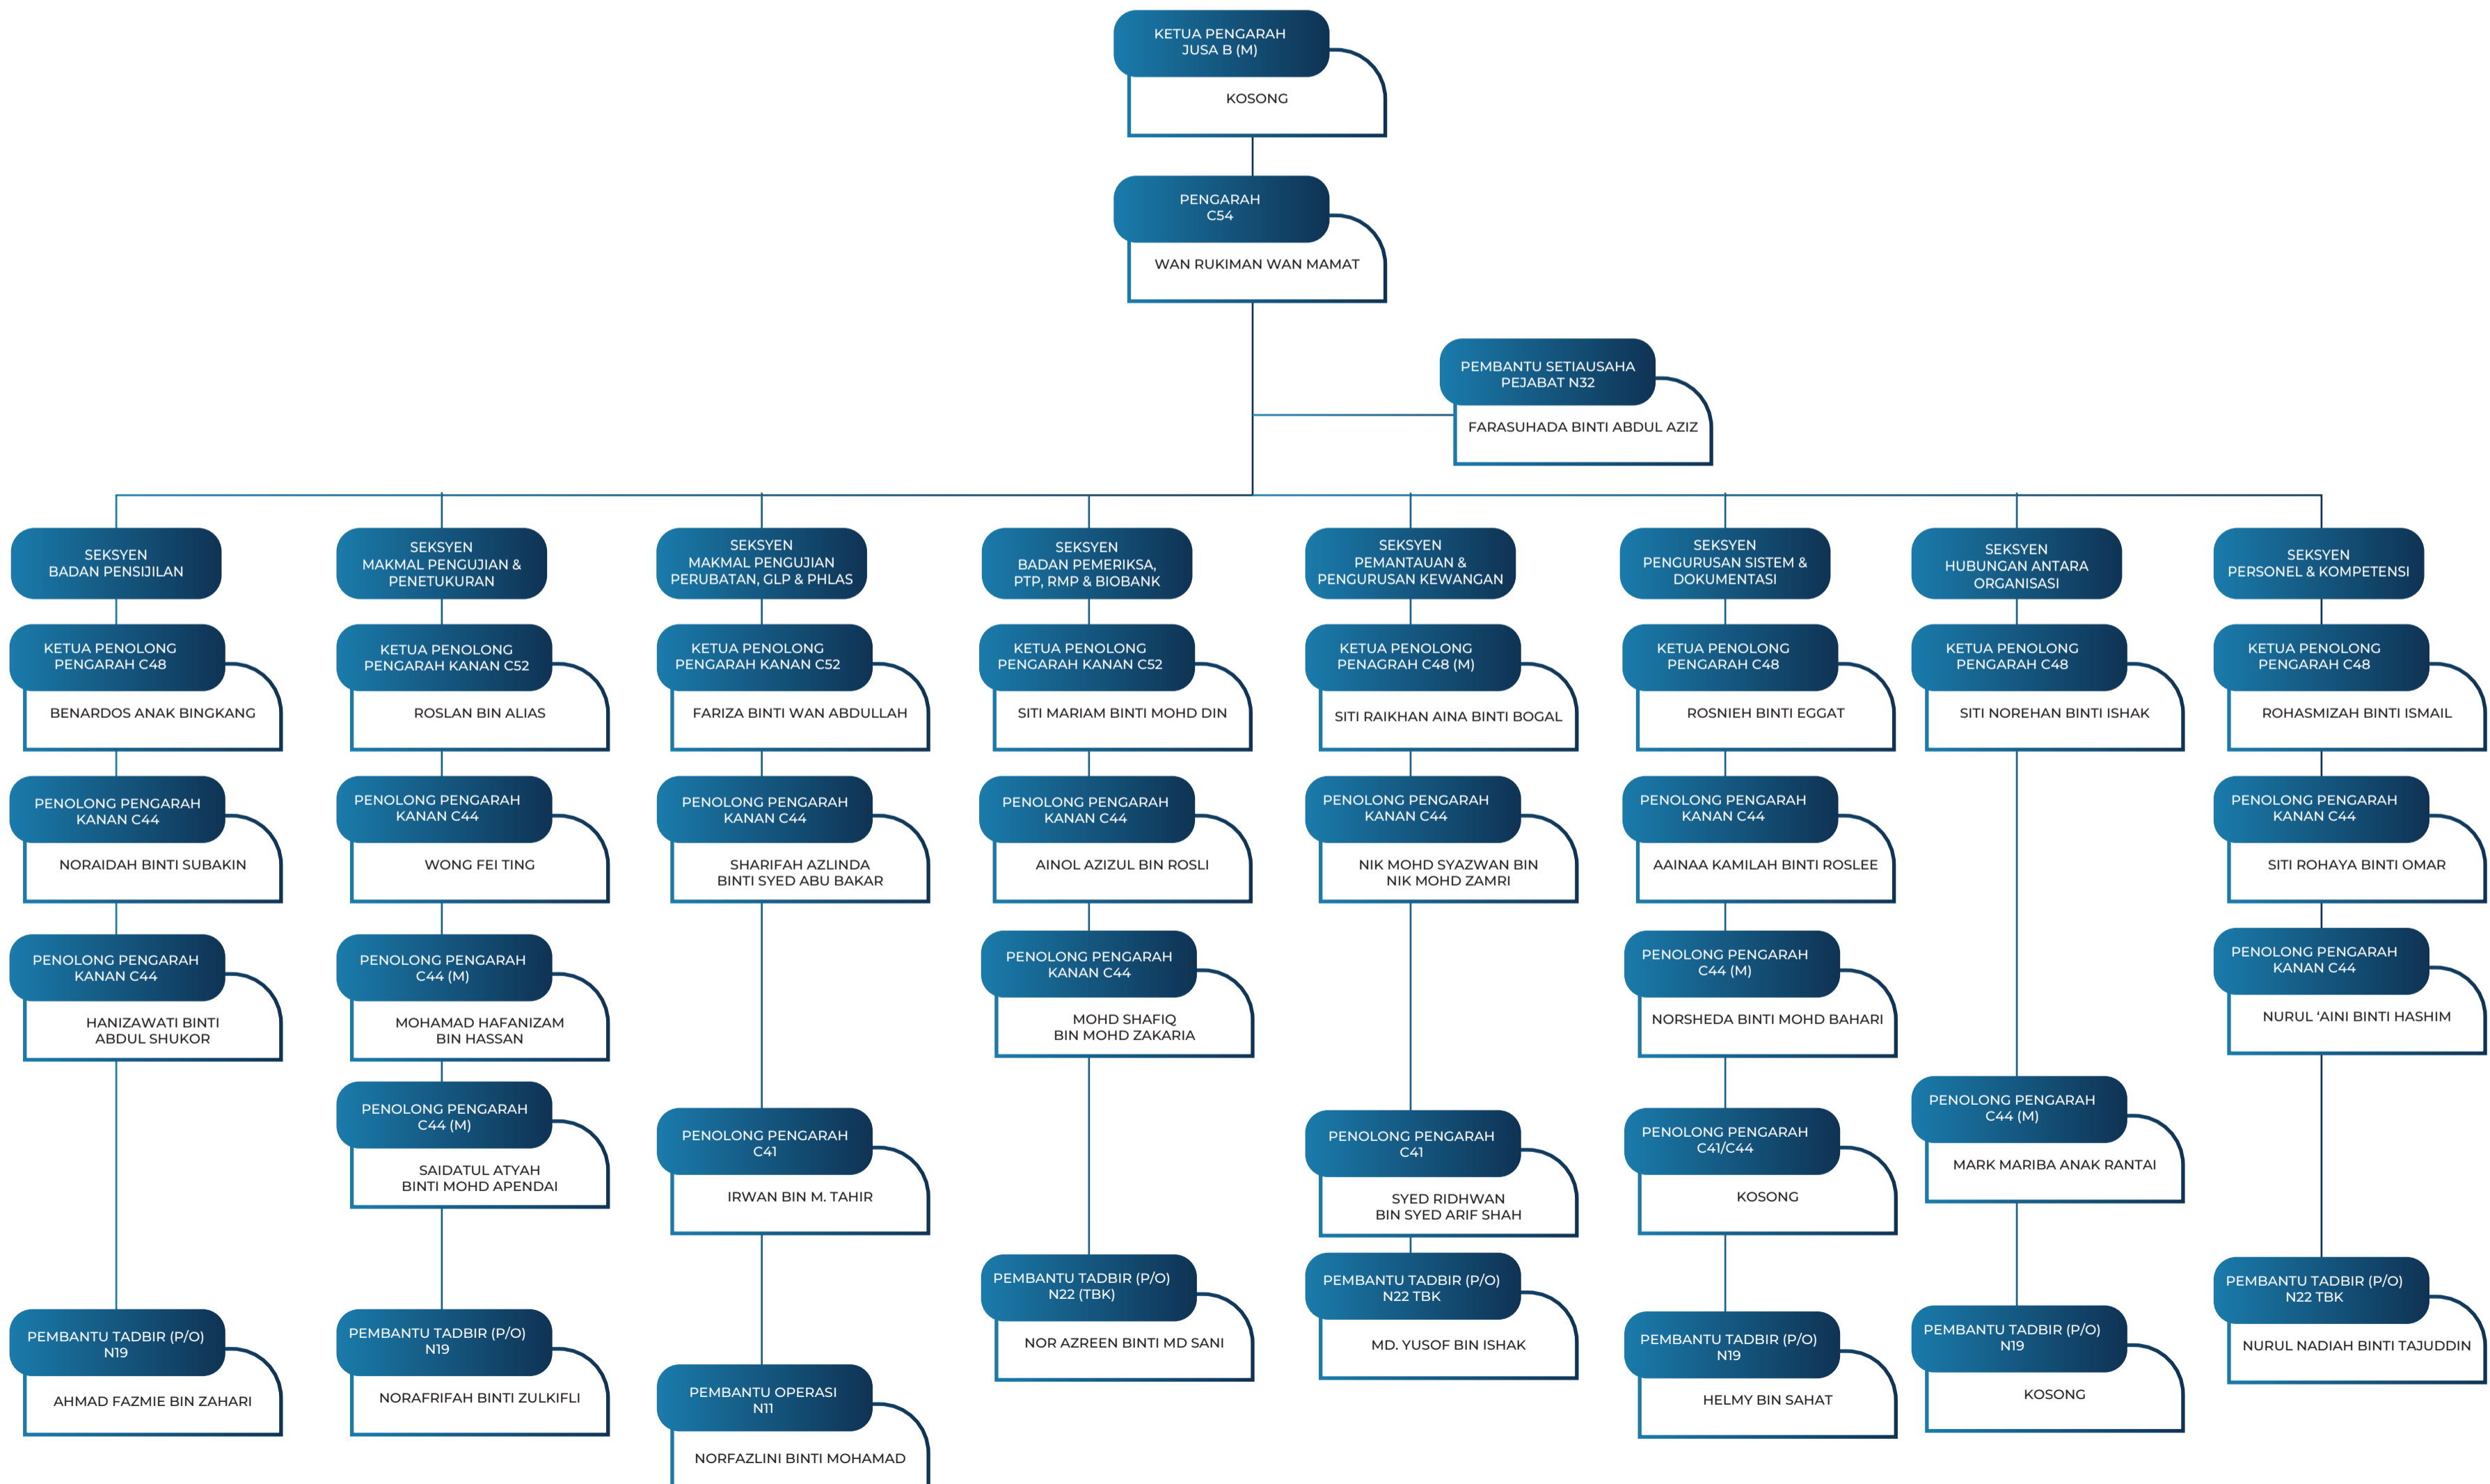 KETUA PENGARAH
JUSA B (M)
KOSONG
PENGARAH
C54
WAN RUKIMAN WAN MAMAT
PEMBANTU SETIAUSAHA
PEJABAT N32
FARASUHADA BINTI ABDUL AZIZ
SEKSYEN
BADAN PENSIJILAN
KETUA PENOLONG
PENGARAH C48
BENARDOS ANAK BINGKANG
PENOLONG PENGARAH
KANAN C44
NORAIDAH BINTI SUBAKIN
PENOLONG PENGARAH
KANAN C44
HANIZAWATI BINTI
ABDUL SHUKOR
PEMBANTU TADBIR (P/O)
N19
AHMAD FAZMIE BIN ZAHARI
SEKSYEN
MAKMAL PENGUJIAN &
PENETUKURAN
KETUA PENOLONG
PENGARAH KANAN C52
ROSLAN BIN ALIAS
PENOLONG PENGARAH
KANAN C44
WONG FEI TING
PENOLONG PENGARAH
C44 (M)
MOHAMAD HAFANIZAM
BIN HASSAN
PENOLONG PENGARAH
C44 (M)
SAIDATUL ATYAH
BINTI MOHD APENDAI
PEMBANTU TADBIR (P/O)
N19
NORAFRIFAH BINTI ZULKIFLI
SEKSYEN
MAKMAL PENGUJIAN
PERUBATAN, GLP & PHLAS
KETUA PENOLONG
PENGARAH KANAN C52
FARIZA BINTI WAN ABDULLAH
PENOLONG PENGARAH
KANAN C44
SHARIFAH AZLINDA
BINTI SYED ABU BAKAR
PENOLONG PENGARAH
C41
IRWAN BIN M. TAHIR
PEMBANTU OPERASI
N11
NORFAZLINI BINTI MOHAMAD
SEKSYEN
BADAN PEMERIKSA,
PTP, RMP & BIOBANK
KETUA PENOLONG
PENGARAH KANAN C52
SITI MARIAM BINTI MOHD DIN
PENOLONG PENGARAH
KANAN C44
AINOL AZIZUL BIN ROSLI
PENOLONG PENGARAH
KANAN C44
MOHD SHAFIQ
BIN MOHD ZAKARIA
PEMBANTU TADBIR (P/O)
N22 (TBK)
NOR AZREEN BINTI MD SANI
SEKSYEN
PEMANTAUAN &
PENGURUSAN KEWANGAN
KETUA PENOLONG
PENAGRAH C48 (M)
SITI RAIKHAN AINA BINTI BOGAL
PENOLONG PENGARAH
KANAN C44
NIK MOHD SYAZWAN BIN
NIK MOHD ZAMRI
PENOLONG PENGARAH
C41
SYED RIDHWAN
BIN SYED ARIF SHAH
PEMBANTU TADBIR (P/O)
N22 TBK
MD. YUSOF BIN ISHAK
SEKSYEN
PENGURUSAN SISTEM &
DOKUMENTASI
KETUA PENOLONG
PENGARAH C48
ROSNIEH BINTI EGGAT
PENOLONG PENGARAH
KANAN C44
AAINAA KAMILAH BINTI ROSLEE
PENOLONG PENGARAH
C44 (M)
NORSHEDA BINTI MOHD BAHARI
PENOLONG PENGARAH
C41/C44
KOSONG
PEMBANTU TADBIR (P/O)
N19
HELMY BIN SAHAT
SEKSYEN
HUBUNGAN ANTARA
ORGANISASI
KETUA PENOLONG
PENGARAH C48
SITI NOREHAN BINTI ISHAK
PENOLONG PENGARAH
C44 (M)
MARK MARIBA ANAK RANTAI
PEMBANTU TADBIR (P/O)
N19
KOSONG
SEKSYEN
PERSONEL & KOMPETENSI
KETUA PENOLONG
PENGARAH C48
ROHASMIZAH BINTI ISMAIL
PENOLONG PENGARAH
KANAN C44
SITI ROHAYA BINTI OMAR
PENOLONG PENGARAH
KANAN C44
NURUL ‘AINI BINTI HASHIM
PEMBANTU TADBIR (P/O)
N22 TBK
NURUL NADIAH BINTI TAJUDDIN